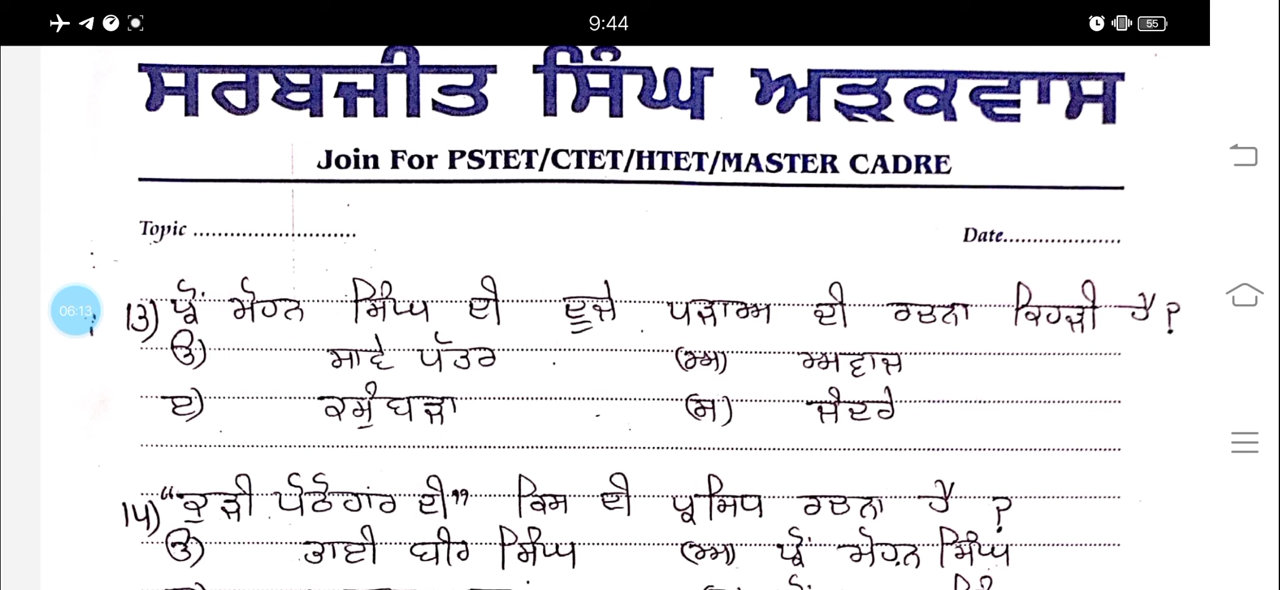 9:44
55
ਸਰਬਜੀਤ ਸਿੰਘ ਅੜਕਵਾਸ
Join For PSTET/CTET/HTET/MASTER CADRE
Topic ........................... Date....................
06:13
13) ਪ੍ਰੋਂ ਮੋਹਨ ਸਿੰਘ ਦੀ ਦੂਜੇ ਪੜਾਅ ਦੀ ਰਚਨਾ ਕਿਹੜੀ ਹੈ?
ੳ) ਸਾਵੇ ਪੱਤਰ (ਅ) ਅਵਾਜ਼
ੲ) ਕਸੁੰਭੜਾ (ਸ) ਜੰਦਰੇ
14) “ਕੁੜੀ ਪੋਠੋਹਾਰ ਦੀ” ਕਿਸ ਦੀ ਪ੍ਰਸਿਧ ਰਚਨਾ ਹੈ?
ੳ) ਭਾਈ ਵੀਰ ਸਿੰਘ (ਅ) ਪ੍ਰੋਂ ਮੋਹਨ ਸਿੰਘ